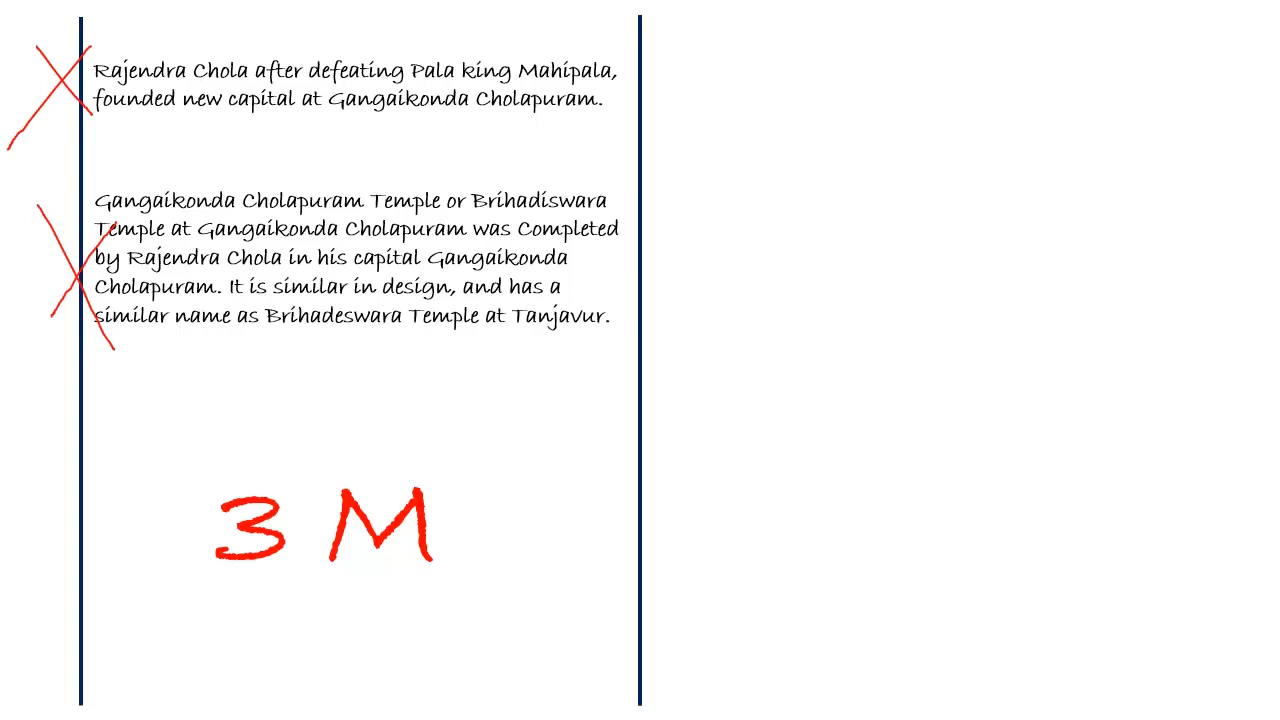 Rajendra Chola after defeating Pala king Mahipala,
founded new capital at Gangaikonda Cholapuram.
Gangaikonda Cholapuram Temple or Brihadiswara
Temple at Gangaikonda Cholapuram was Completed
by Rajendra Chola in his capital Gangaikonda
Cholapuram. It is similar in design, and has a
similar name as Brihadeswara Temple at Tanjavur.
3 M